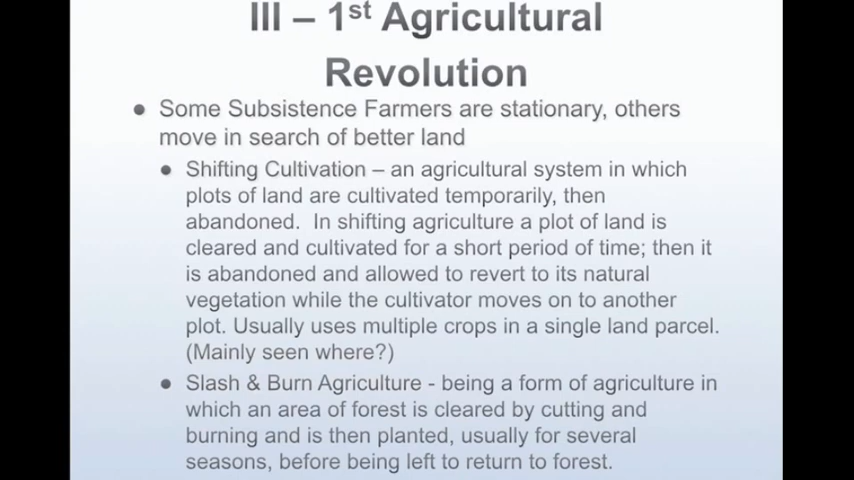 III – 1st Agricultural
Revolution
● Some Subsistence Farmers are stationary, others
move in search of better land
● Shifting Cultivation – an agricultural system in which
plots of land are cultivated temporarily, then
abandoned.  In shifting agriculture a plot of land is
cleared and cultivated for a short period of time; then it
is abandoned and allowed to revert to its natural
vegetation while the cultivator moves on to another
plot. Usually uses multiple crops in a single land parcel.
(Mainly seen where?)
● Slash & Burn Agriculture - being a form of agriculture in
which an area of forest is cleared by cutting and
burning and is then planted, usually for several
seasons, before being left to return to forest.